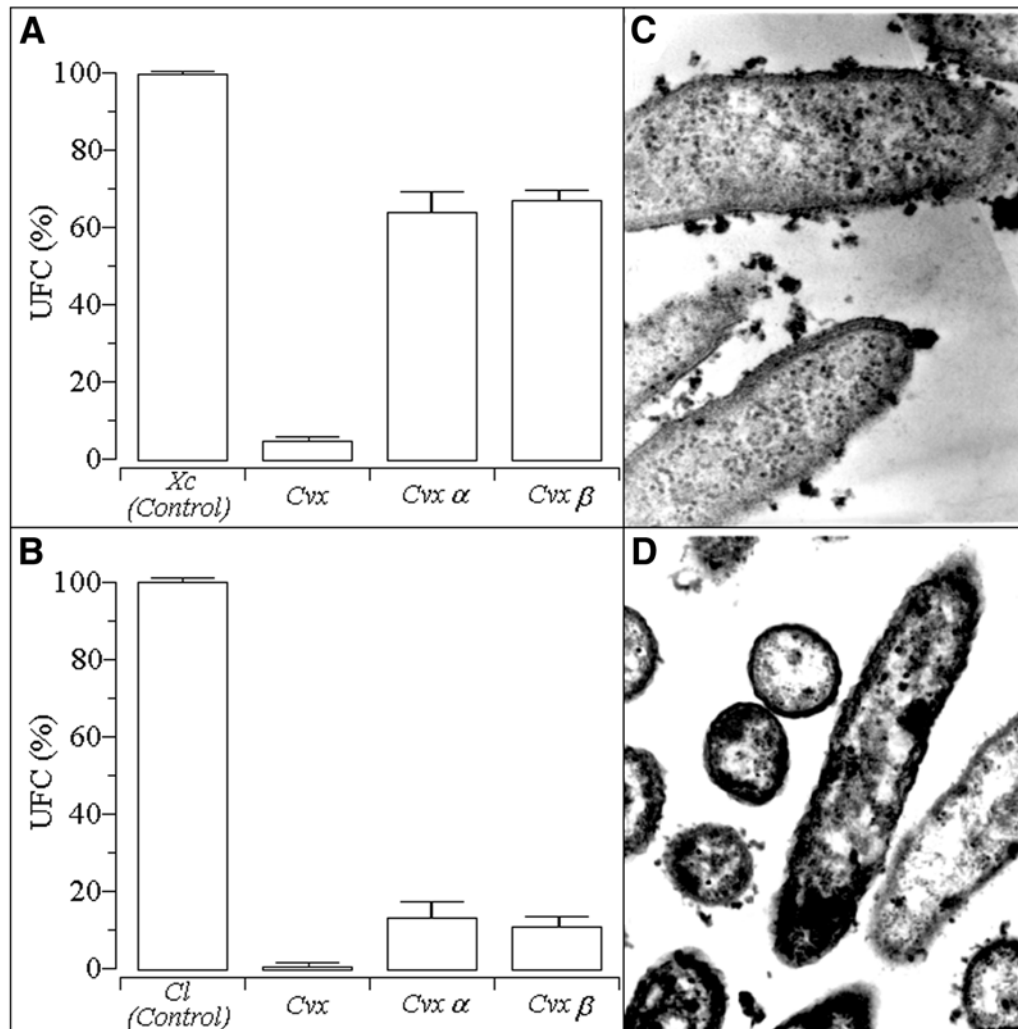 A
UFC (%)
100
80
60
40
20
0
Xc
(Control)
Cvx
Cvx α
Cvx β
C
B
UFC (%)
100
80
60
40
20
0
Cl
(Control)
Cvx
Cvx α
Cvx β
D